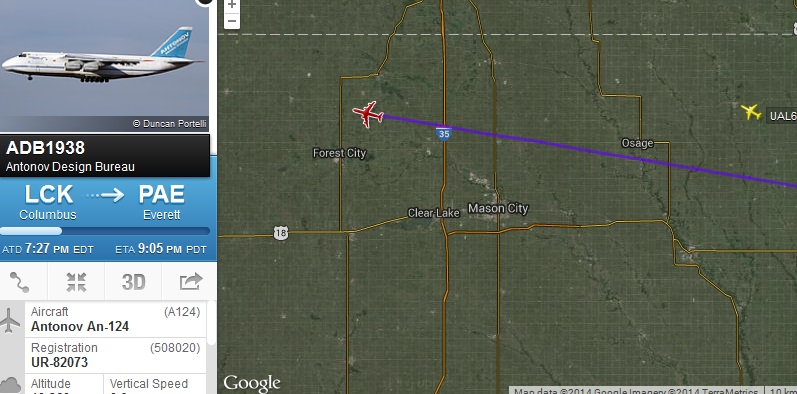 ANTONOV
© Duncan Portelli
ADB1938
Antonov Design Bureau
LCK
PAE
Columbus
Everett
ATD 7:27 PM EDT
ETA 9:05 PM PDT
3D
Aircraft
(A124)
Antonov An-124
Registration
(508020)
UR-82073
Altitude
Vertical Speed
+
−
35
UAL6
Osage
Forest City
Clear Lake
Mason City
18
Google
Map data ©2014 Google Imagery ©2014 TerraMetrics
10 km